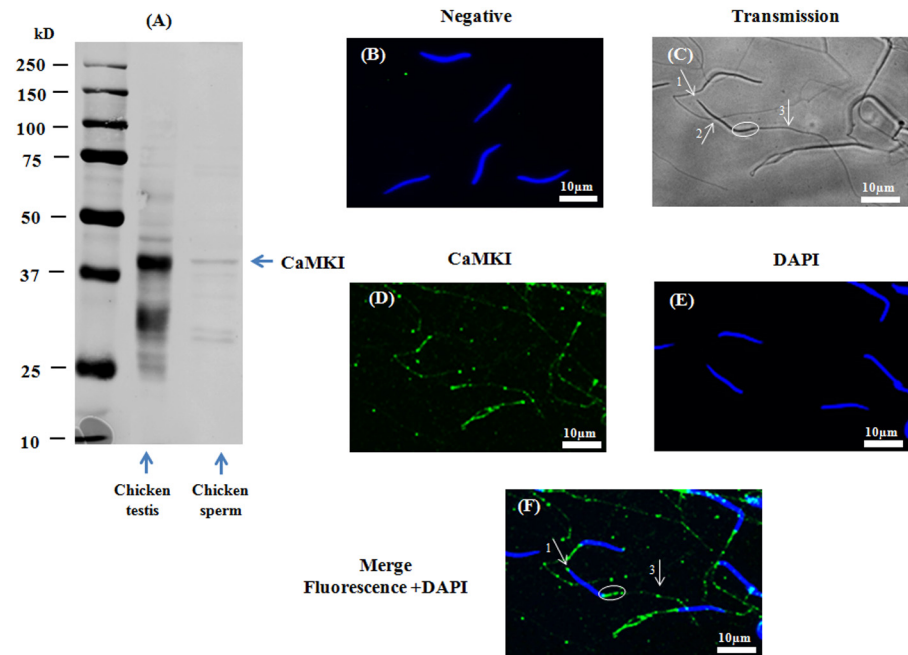 Negative
Transmission
(A)
kD
250
150
100
75
50
37
25
10
CaMKI
Chicken
testis
Chicken
sperm
(B)
10µm
(C)
1
2
3
10µm
CaMKI
DAPI
(D)
10µm
(E)
10µm
Merge
Fluorescence +DAPI
(F)
1
3
10µm